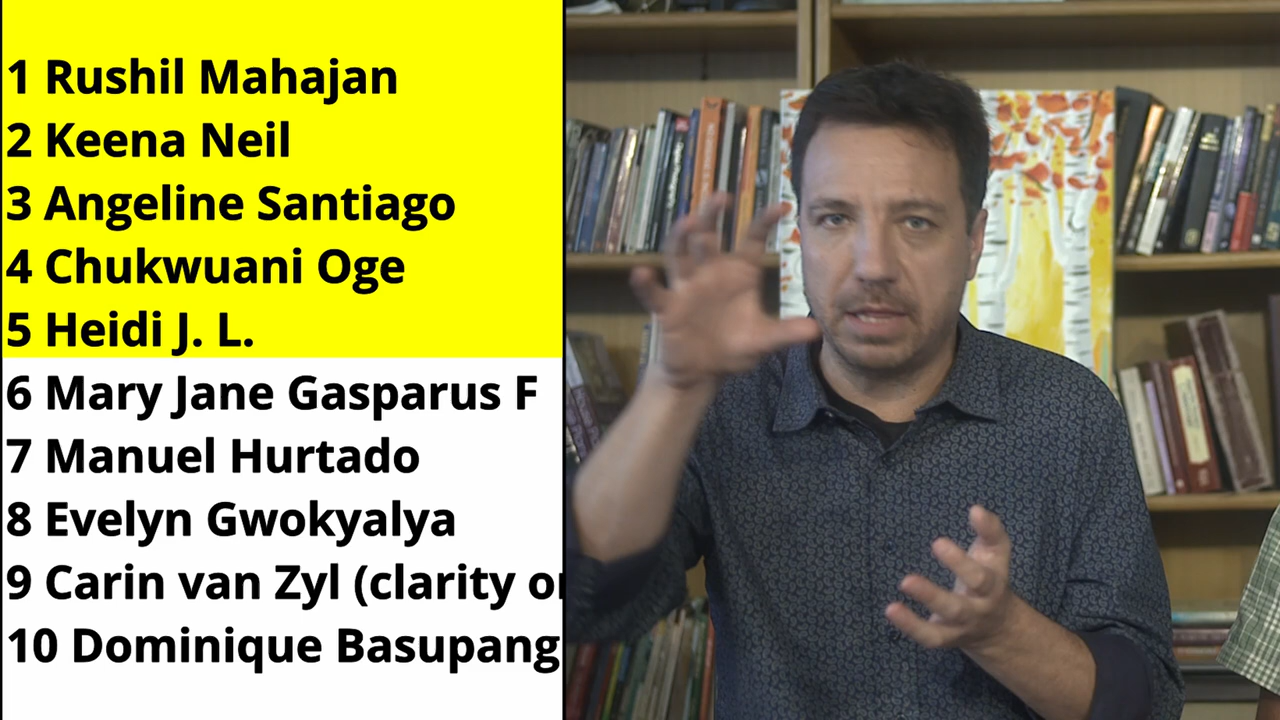 1 Rushil Mahajan
2 Keena Neil
3 Angeline Santiago
4 Chukwuani Oge
5 Heidi J. L.
6 Mary Jane Gasparus F
7 Manuel Hurtado
8 Evelyn Gwokyalya
9 Carin van Zyl (clarity
10 Dominique Basupang